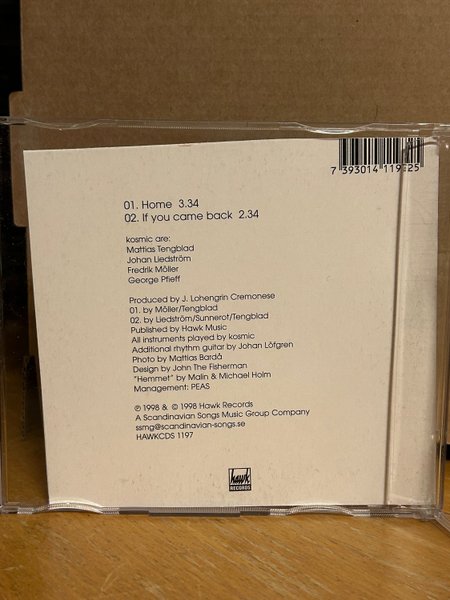 7 393014 119725
01. Home 3.34
02. If you came back 2.34
kosmic are:
Mattias Tengblad
Johan Liedström
Fredrik Möller
George Pfieff
Produced by J. Lohengrin Cremonese
01. by Möller/Tengblad
02. by Liedström/Sunnerot/Tengblad
Published by Hawk Music
All instruments played by kosmic
Additional rhythm guitar by Johan Löfgren
Photo by Mattias Bardå
Design by John The Fisherman
"Hemmet" by Malin & Michael Holm
Management: PEAS
℗ 1998 & © 1998 Hawk Records
A Scandinavian Songs Music Group Company
ssmg@scandinavian-songs.se
HAWKCDS 1197
hawk
RECORDS